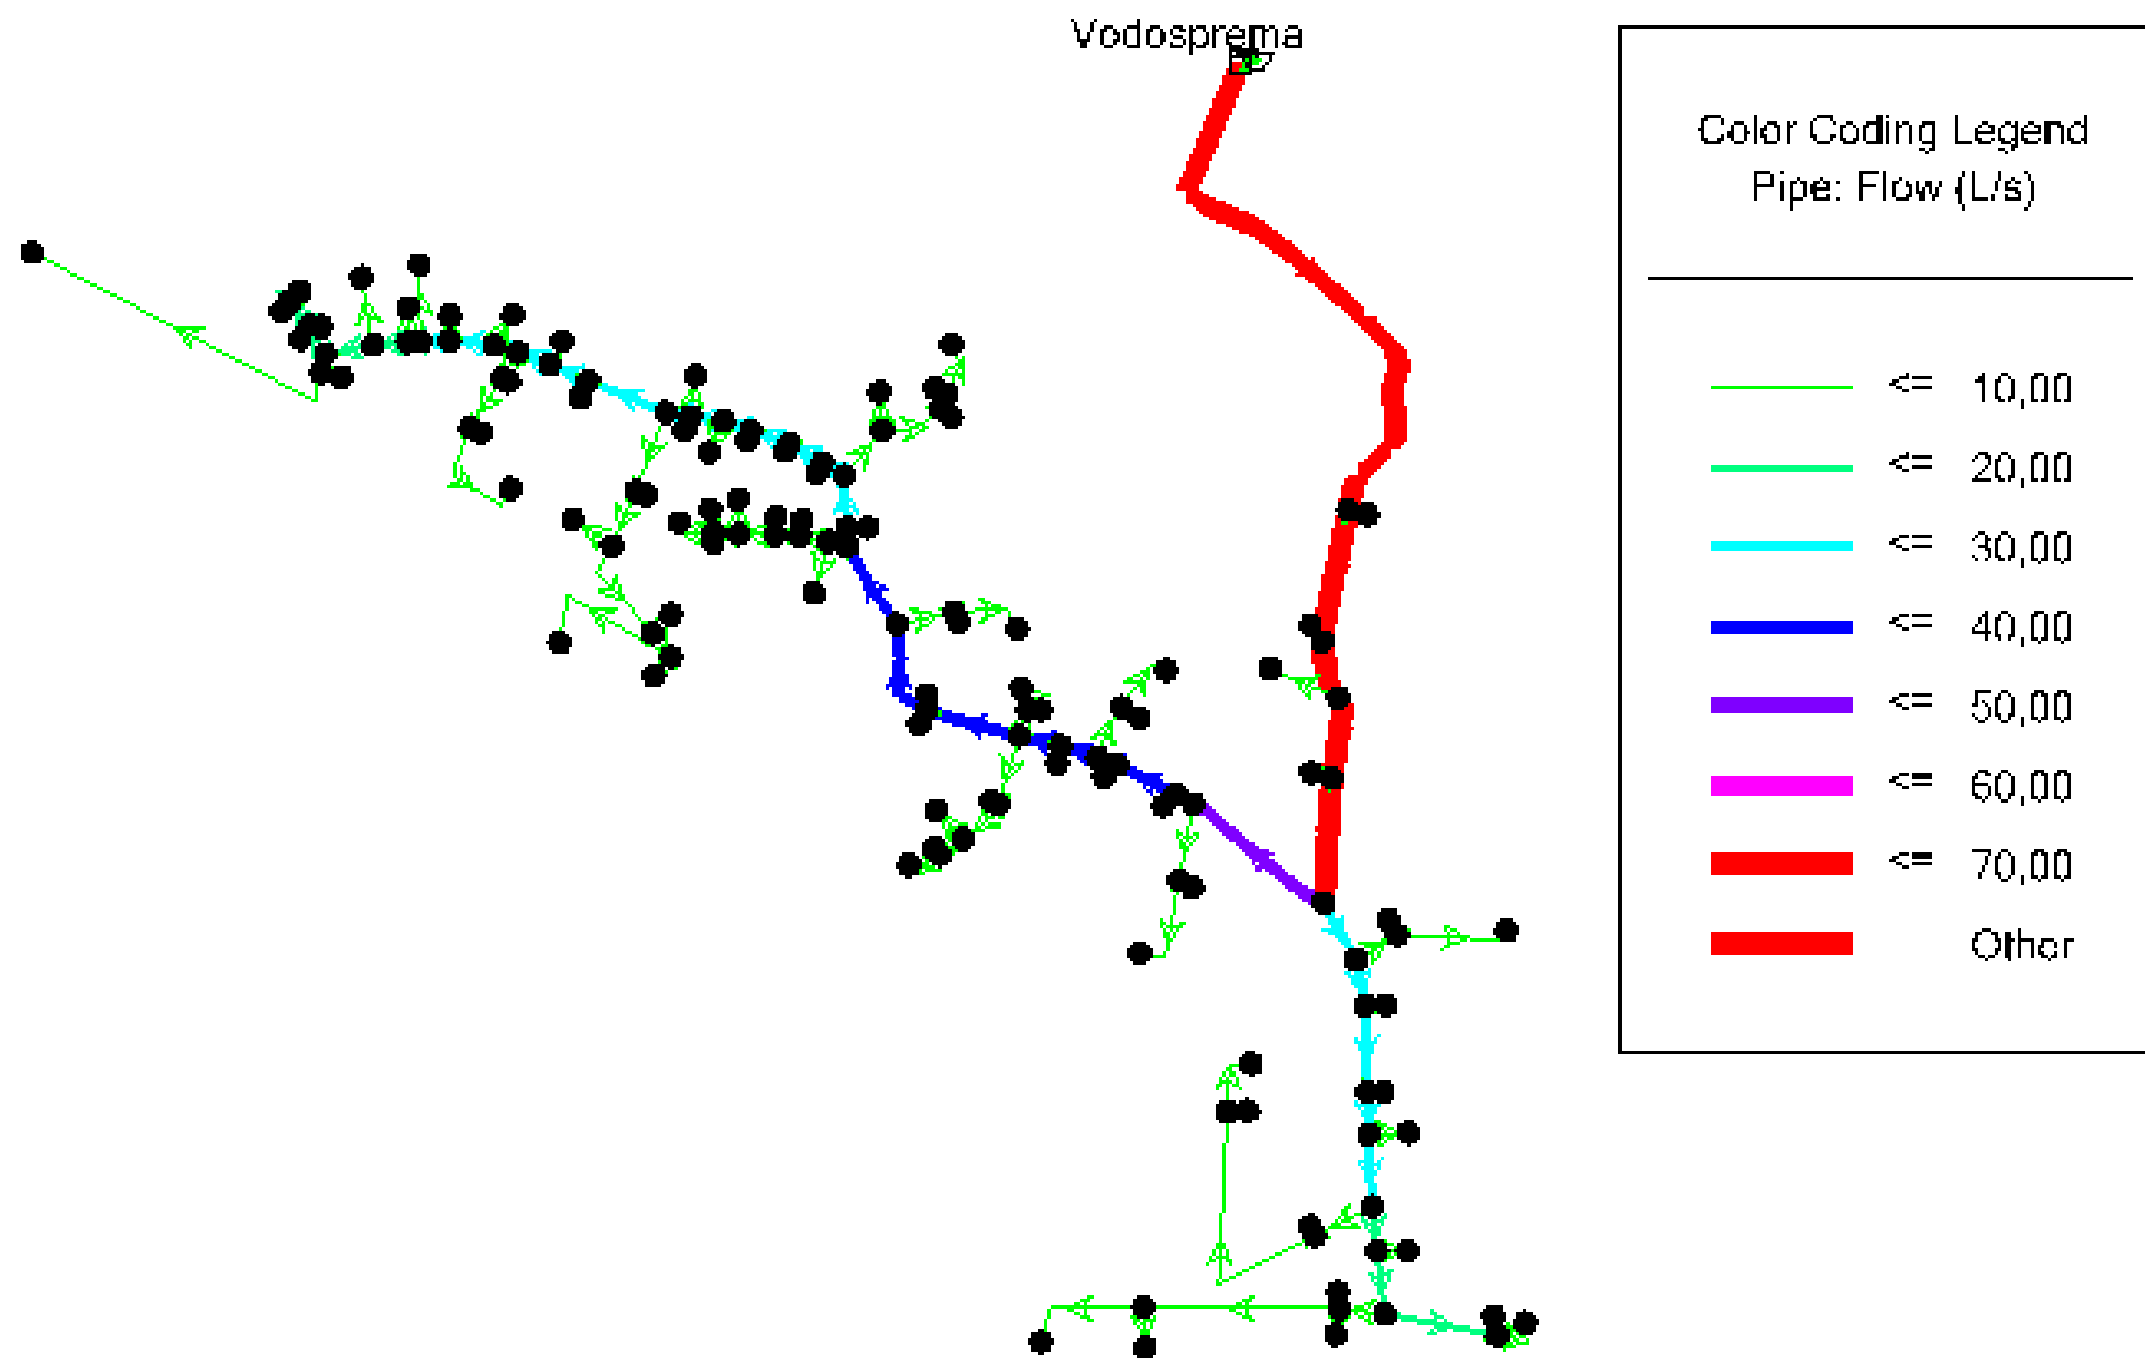 Vodosprema
Color Coding Legend
Pipe: Flow (L/s)
<= 10,00
<= 20,00
<= 30,00
<= 40,00
<= 50,00
<= 60,00
<= 70,00
Other